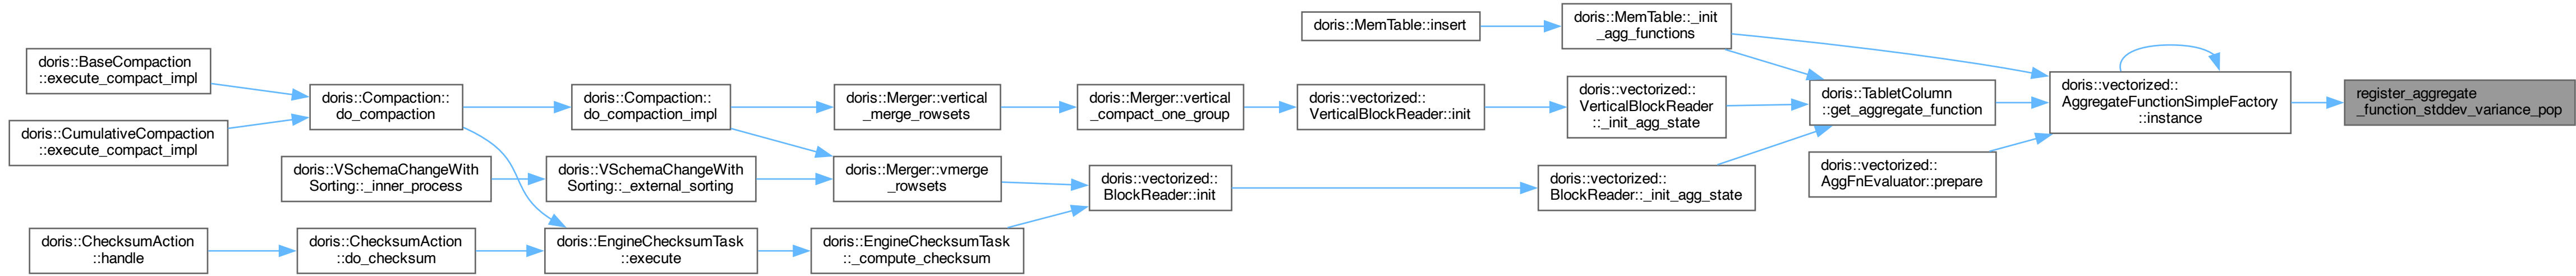 doris::MemTable::insert
doris::MemTable::_init
_agg_functions
doris::BaseCompaction
::execute_compact_impl
doris::CumulativeCompaction
::execute_compact_impl
doris::Compaction::
do_compaction
doris::Compaction::
do_compaction_impl
doris::Merger::vertical
_merge_rowsets
doris::Merger::vertical
_compact_one_group
doris::vectorized::
VerticalBlockReader::init
doris::vectorized::
VerticalBlockReader
::_init_agg_state
doris::TabletColumn
::get_aggregate_function
doris::vectorized::
AggregateFunctionSimpleFactory
::instance
register_aggregate
_function_stddev_variance_pop
doris::VSchemaChangeWith
Sorting::_inner_process
doris::VSchemaChangeWith
Sorting::_external_sorting
doris::Merger::vmerge
_rowsets
doris::vectorized::
BlockReader::init
doris::vectorized::
BlockReader::_init_agg_state
doris::vectorized::
AggFnEvaluator::prepare
doris::ChecksumAction
::handle
doris::ChecksumAction
::do_checksum
doris::EngineChecksumTask
::execute
doris::EngineChecksumTask
::_compute_checksum